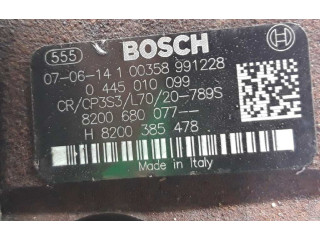 555 BOSCH
07-06-14 1 00358 991228
0 445 010 099
CR/CP3S3/L70/20-789S
8200 680 077--
H 8200 385 478
Made in Italy